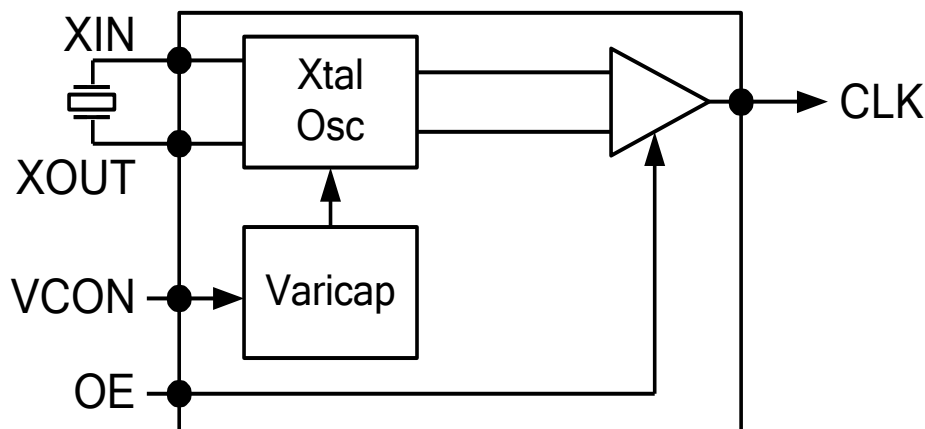 XIN
Xtal
Osc
CLK
XOUT
VCON
Varicap
OE